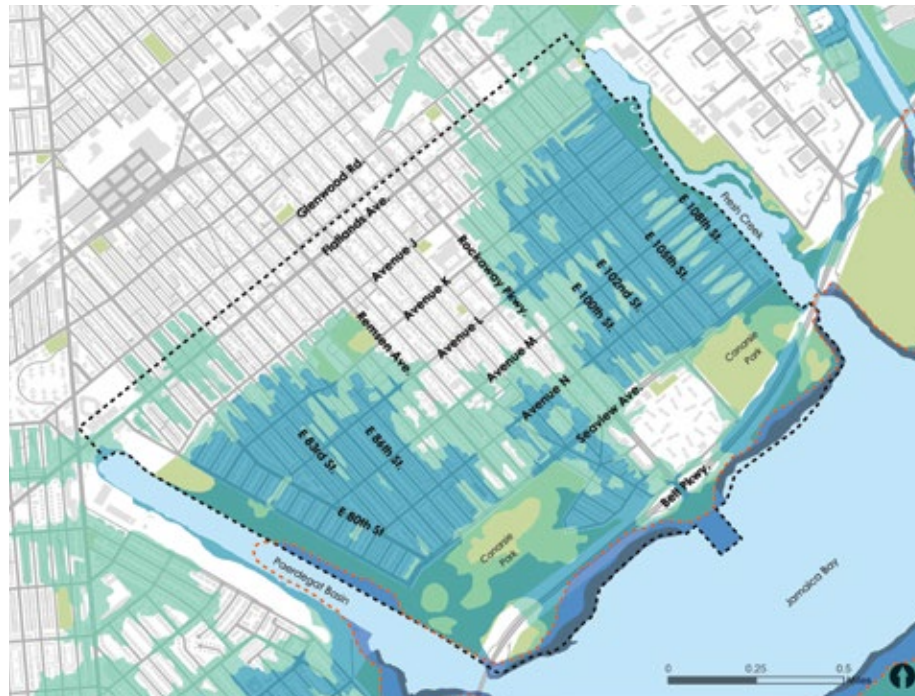 Glenwood Rd.
Flatlands Ave.
Avenue J
Rockaway Pkwy.
E 108th St.
Fresh Creek
Avenue K
E 105th St.
E 102nd St.
E 100th St.
Remsen Ave.
Avenue L
Avenue M
Canarsie
Park
Avenue N
Seaview Ave.
E 86th St.
E 83rd St.
Belt Pkwy.
E 80th St
Canarsie
Park
Paerdegat Basin
Jamaica Bay
0 0.25 0.5
Miles